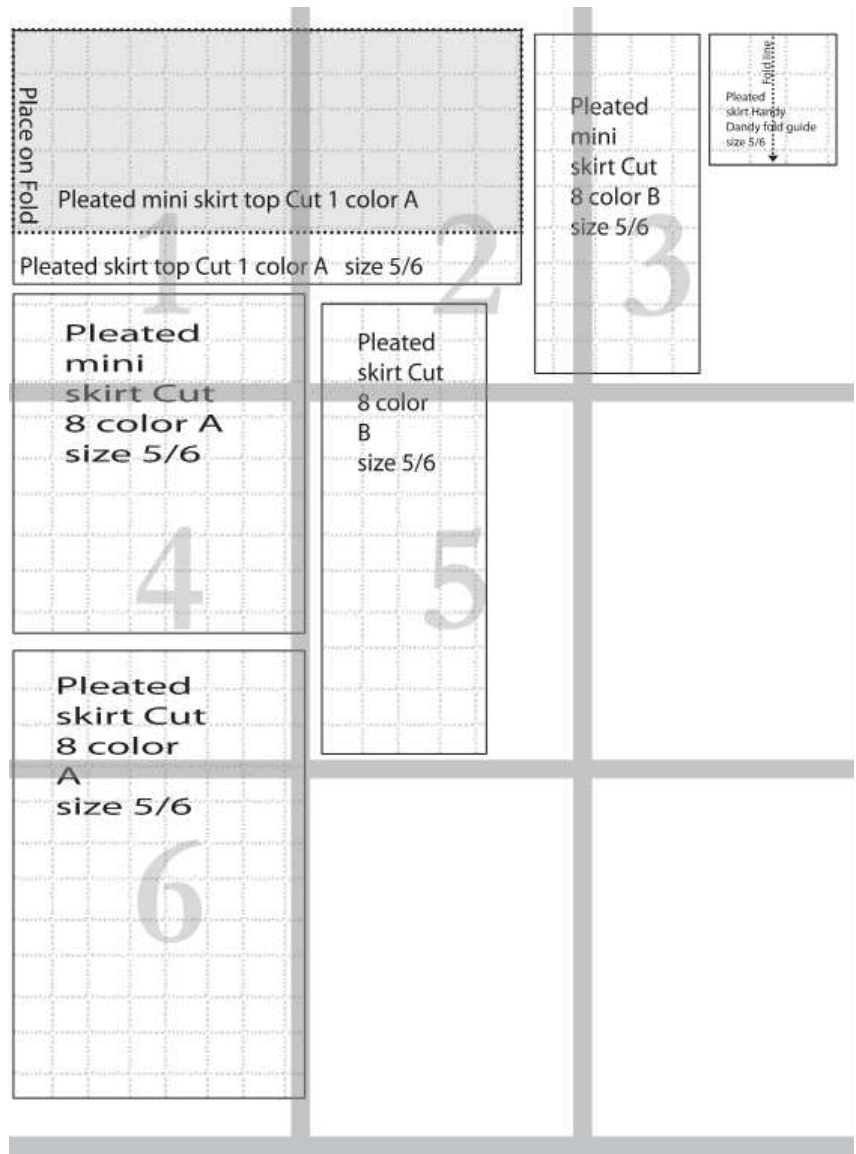 Place on Fold
Pleated mini skirt top Cut 1 color A
Pleated skirt top Cut 1 color A size 5/6
1
2
Pleated
mini
skirt Cut
8 color B
size 5/6
3
Fold line
Pleated
skirt Handy
Dandy fold guide
size 5/6
Pleated
mini
skirt Cut
8 color A
size 5/6
4
Pleated
skirt Cut
8 color
B
size 5/6
5
Pleated
skirt Cut
8 color
A
size 5/6
6